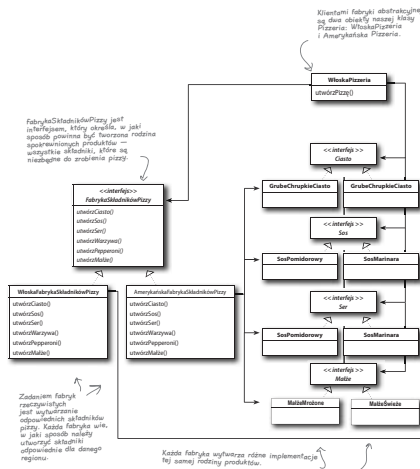 Klientami fabryki abstrakcyjnej
są dwa obiekty naszej klasy
Pizzeria: WłoskaPizzeria
i Amerykańska Pizzeria.
WłoskaPizzeria
utwórzPizzę()
FabrykaSkładnikówPizzy jest
interfejsem, który określa, w jaki
sposób powinna być tworzona rodzina
spokrewnionych produktów —
wszystkie składniki, które są
niezbędne do zrobienia pizzy.
<<interfejs>>
FabrykaSkładnikówPizzy
utwórzCiasto()
utwórzSos()
utwórzSer()
utwórzWarzywa()
utwórzPepperoni()
utwórzMałże()
<< interfejs >>
Ciasto
GrubeChrupkieCiasto
GrubeChrupkieCiasto
<< interfejs >>
Sos
SosPomidorowy
SosMarinara
<< interfejs >>
Ser
SosPomidorowy
SosMarinara
<< interfejs >>
Małże
MałżeMrożone
MałżeŚwieże
WłoskaFabrykaSkładnikówPizzy
utwórzCiasto()
utwórzSos()
utwórzSer()
utwórzWarzywa()
utwórzPepperoni()
utwórzMałże()
AmerykańskaFabrykaSkładnikówPizzy
utwórzCiasto()
utwórzSos()
utwórzSer()
utwórzWarzywa()
utwórzPepperoni()
utwórzMałże()
Zadaniem fabryk
rzeczywistych
jest wytwarzanie
odpowiednich składników
pizzy. Każda fabryka wie,
w jaki sposób należy
utworzyć składniki
odpowiednie dla danego
regionu.
Każda fabryka wytwarza różne implementacje
tej samej rodziny produktów.